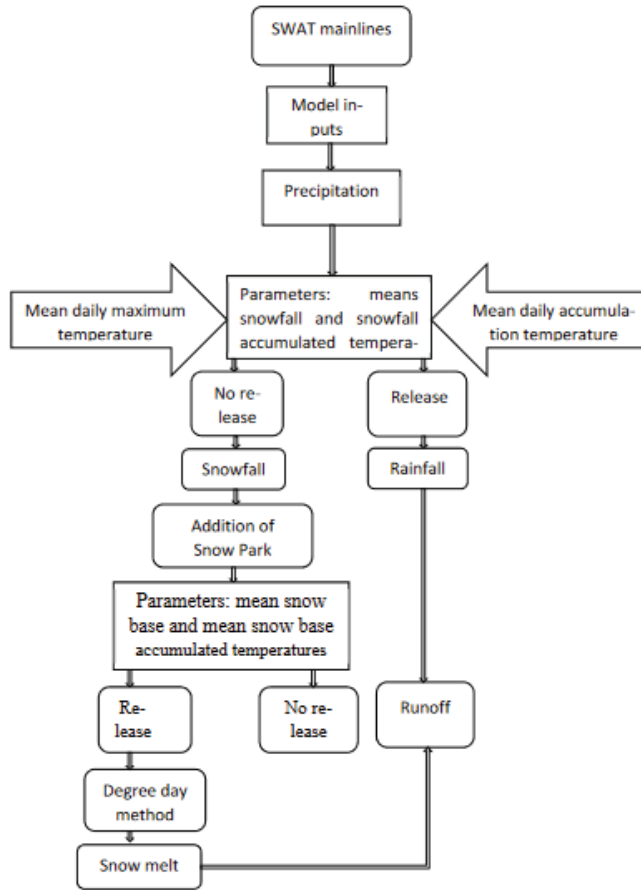 SWAT mainlines
Model in-
puts
Precipitation
Mean daily maximum
temperature
Parameters: means
snowfall and snowfall
accumulated tempera-
Mean daily accumula-
tion temperature
No re-
lease
Release
Snowfall
Rainfall
Addition of
Snow Park
Parameters: mean snow
base and mean snow base
accumulated temperatures
Re-
lease
No re-
lease
Runoff
Degree day
method
Snow melt